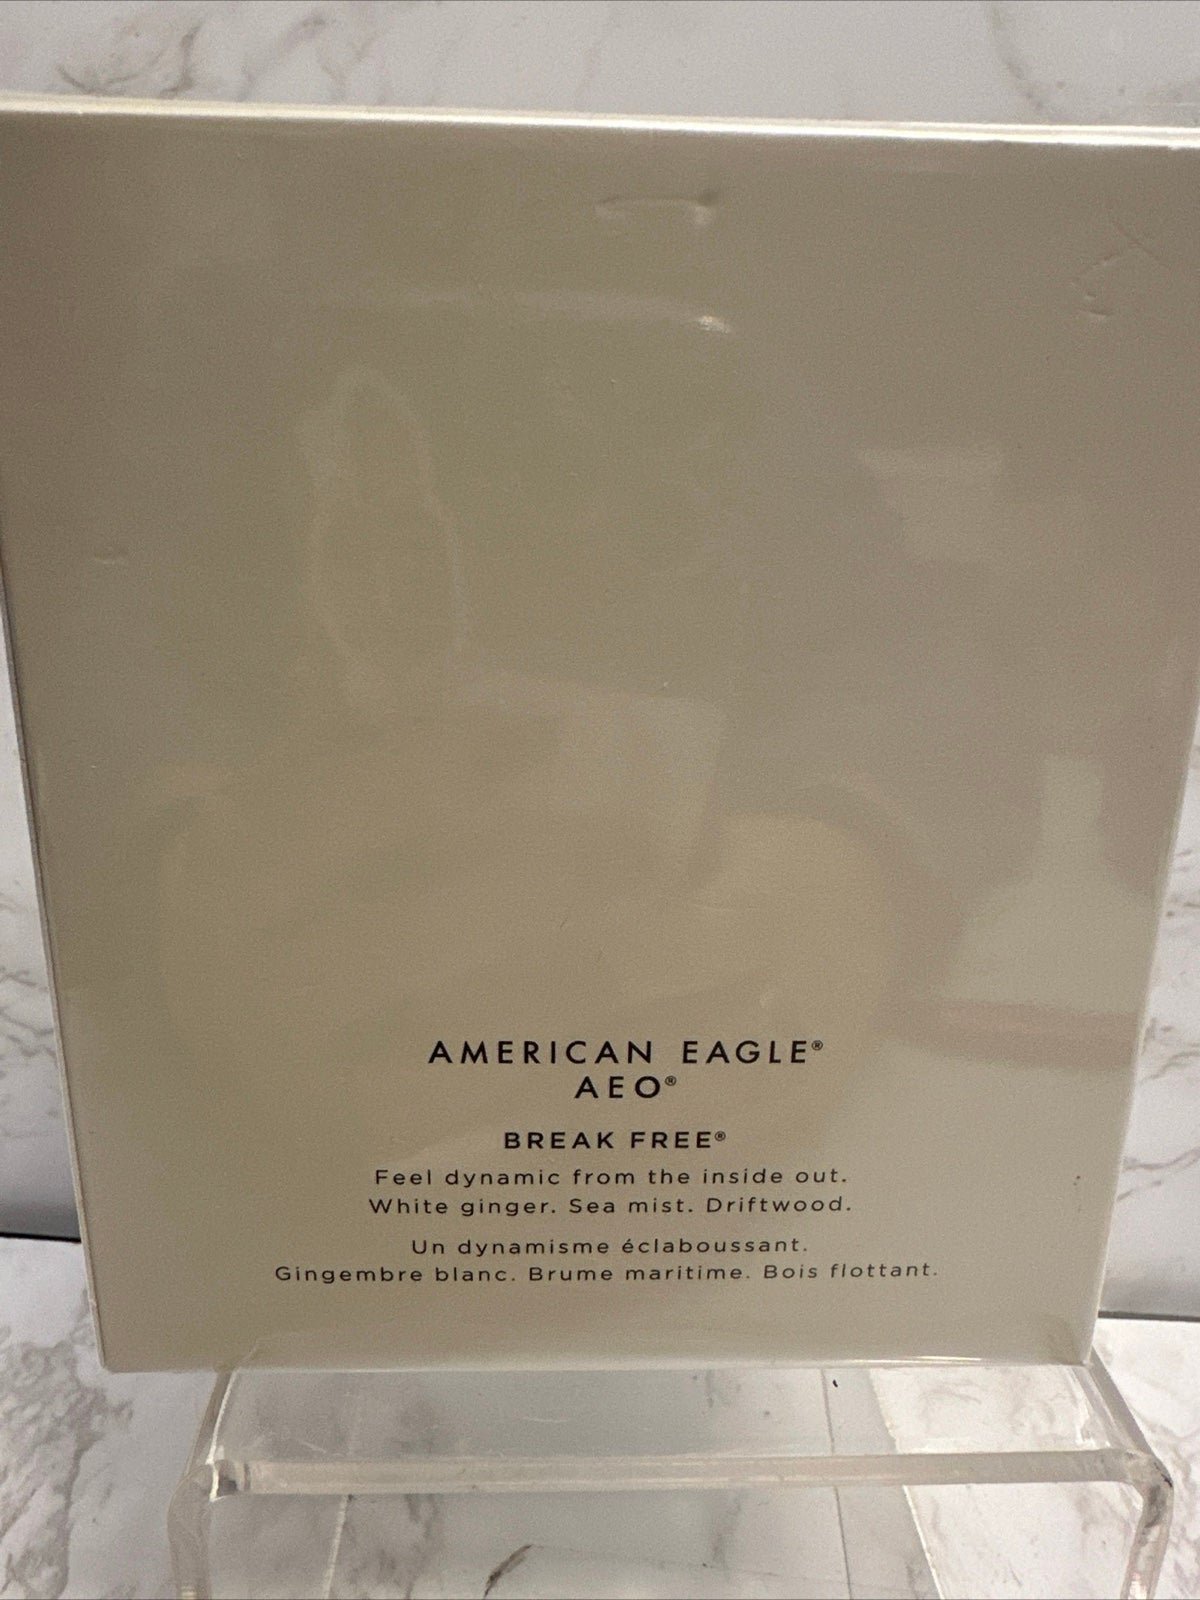 AMERICAN EAGLE®
AEO®
BREAK FREE®
Feel dynamic from the inside out.
White ginger. Sea mist. Driftwood.
Un dynamisme éclaboussant.
Gingembre blanc. Brume maritime. Bois flottant.